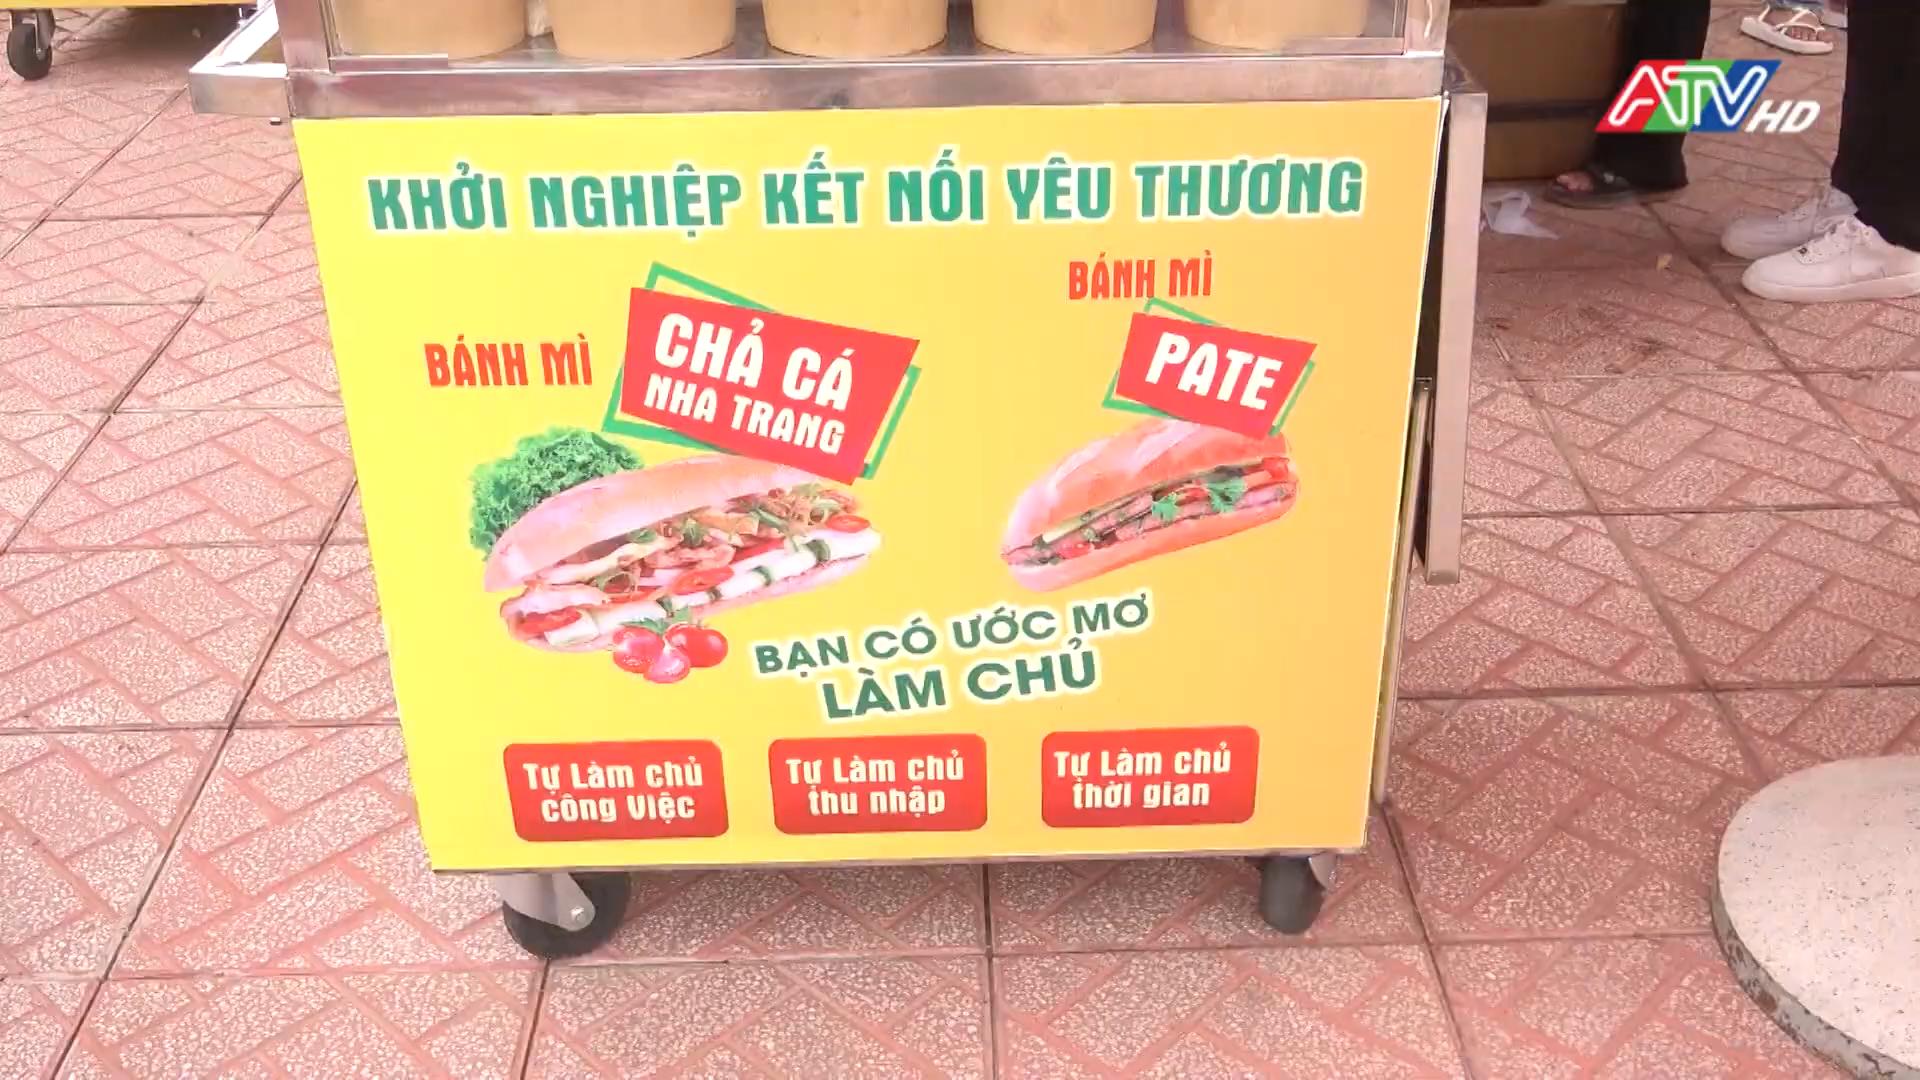 ATV HD
KHỞI NGHIỆP KẾT NỐI YÊU THƯƠNG
BÁNH MÌ
CHẢ CÁ
NHA TRANG
BÁNH MÌ
PATE
BẠN CÓ ƯỚC MƠ
LÀM CHỦ
Tự Làm chủ
công Việc
Tự Làm chủ
thu nhập
Tự Làm chủ
thời gian